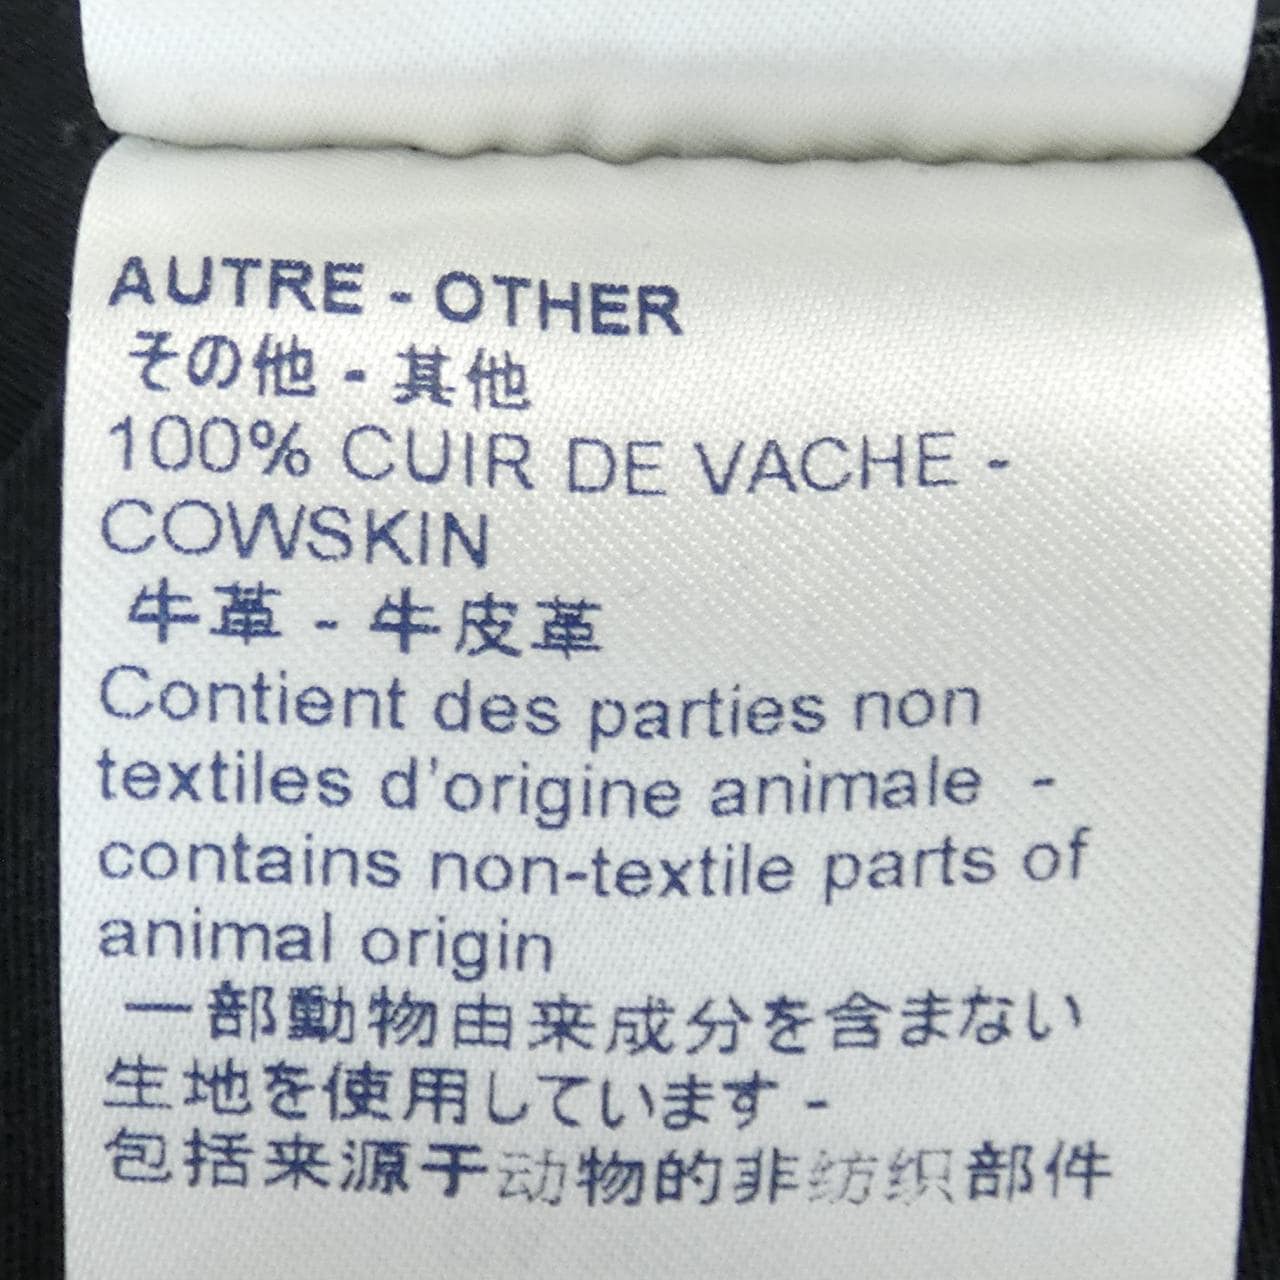 AUTRE - OTHER
その他 - 其他
100% CUIR DE VACHE -
COWSKIN
牛革 - 牛皮革
Contient des parties non
textiles d'origine animale -
contains non-textile parts of
animal origin
一部動物由来成分を含まない
生地を使用しています -
包括来源于动物的非纺织部件